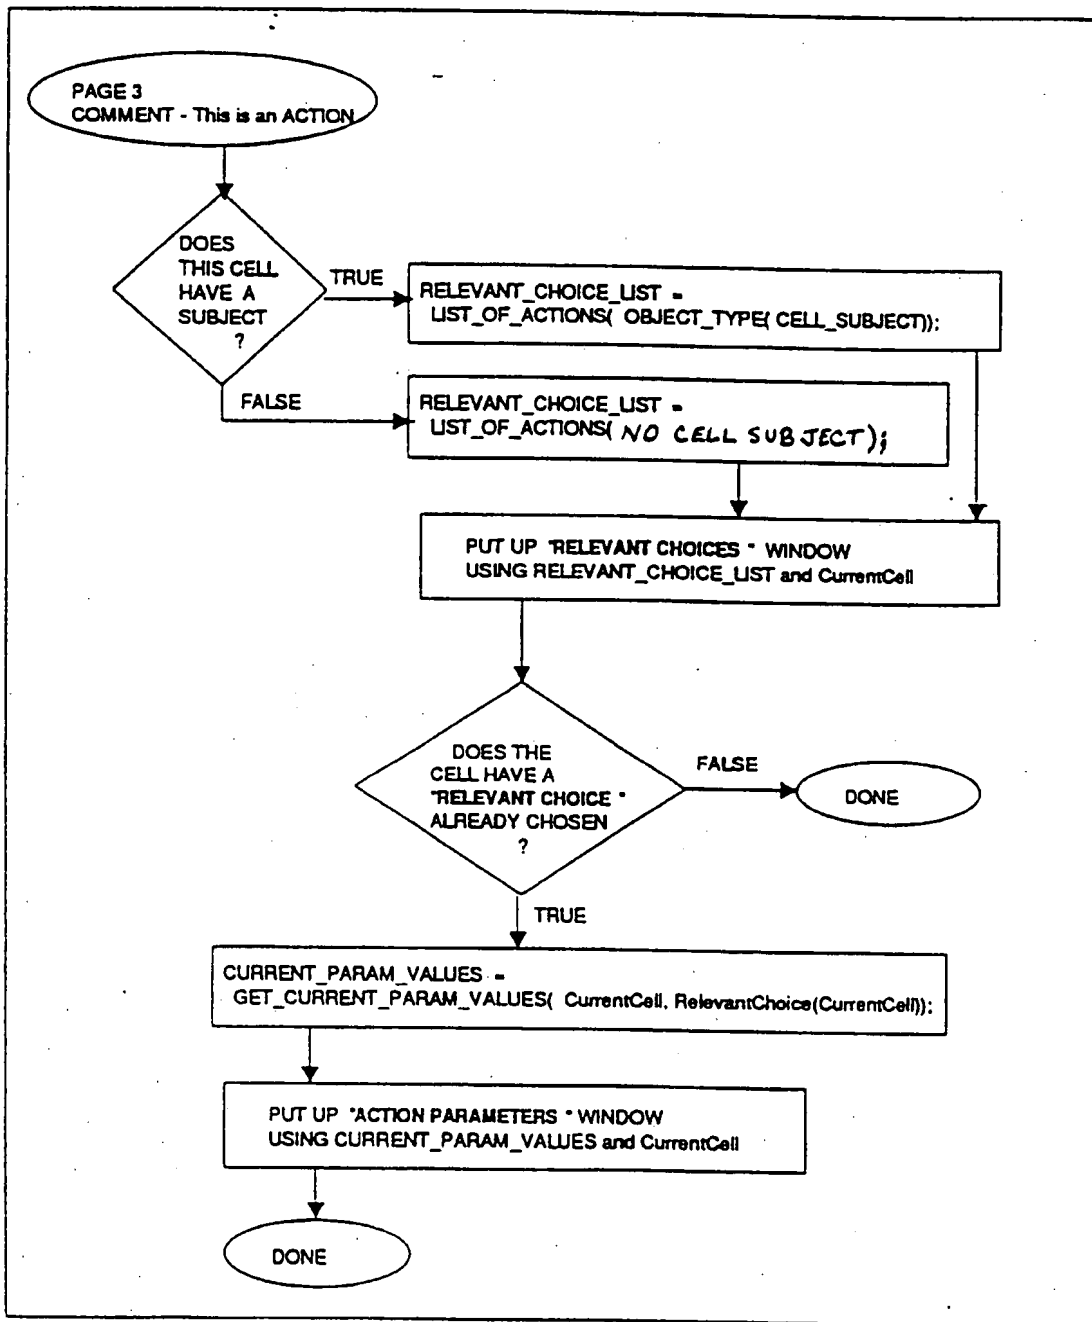 PAGE 3
COMMENT - This is an ACTION
DOES
THIS CELL
HAVE A
SUBJECT
?
TRUE
RELEVANT_CHOICE_LIST =
LIST_OF_ACTIONS( OBJECT_TYPE( CELL_SUBJECT));
FALSE
RELEVANT_CHOICE_LIST =
LIST_OF_ACTIONS( NO CELL SUBJECT);
PUT UP "RELEVANT CHOICES " WINDOW
USING RELEVANT_CHOICE_LIST and CurrentCell
DOES THE
CELL HAVE A
"RELEVANT CHOICE "
ALREADY CHOSEN
?
FALSE
DONE
TRUE
CURRENT_PARAM_VALUES =
GET_CURRENT_PARAM_VALUES( CurrentCell, RelevantChoice(CurrentCell));
PUT UP "ACTION PARAMETERS " WINDOW
USING CURRENT_PARAM_VALUES and CurrentCell
DONE